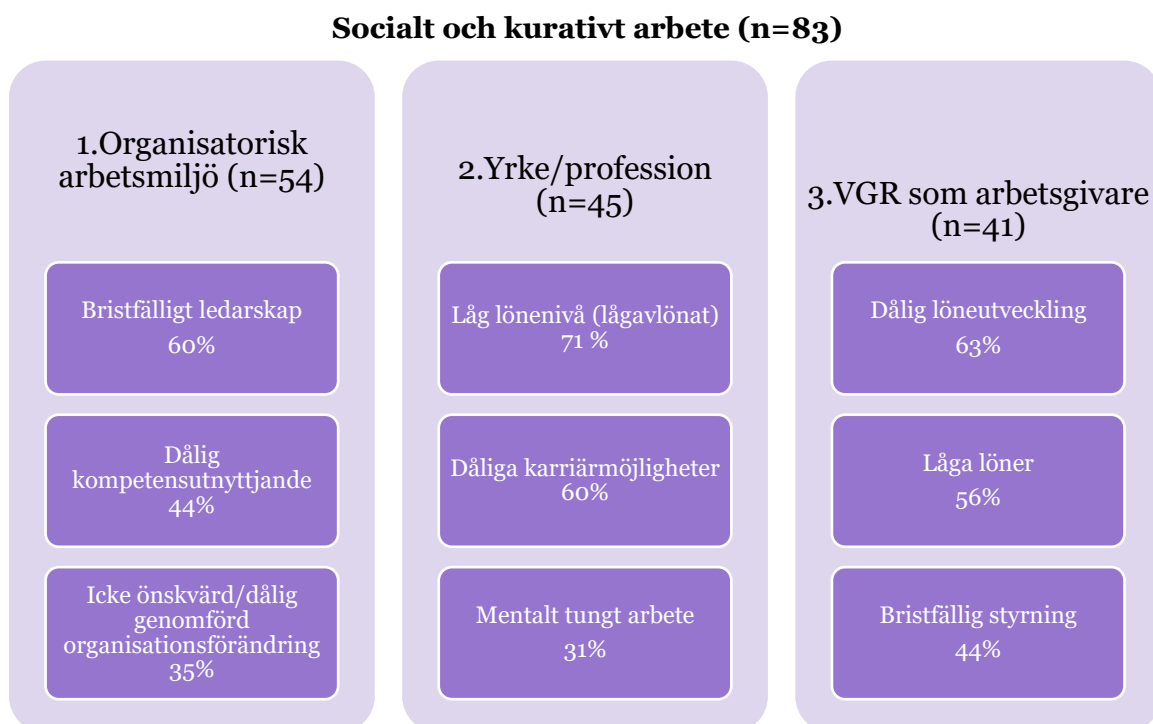 Socialt och kurativt arbete (n=83)
1.Organisatorisk
arbetsmiljö (n=54)
Bristfälligt ledarskap
60%
Dålig
kompetensutnyttjande
44%
Icke önskvärd/dålig
genomförd
organisationsförändring
35%
2.Yrke/profession
(n=45)
Låg lönenivå (lågavlönat)
71 %
Dåliga karriärmöjligheter
60%
Mentalt tungt arbete
31%
3.VGR som arbetsgivare
(n=41)
Dålig löneutveckling
63%
Låga löner
56%
Bristfällig styrning
44%